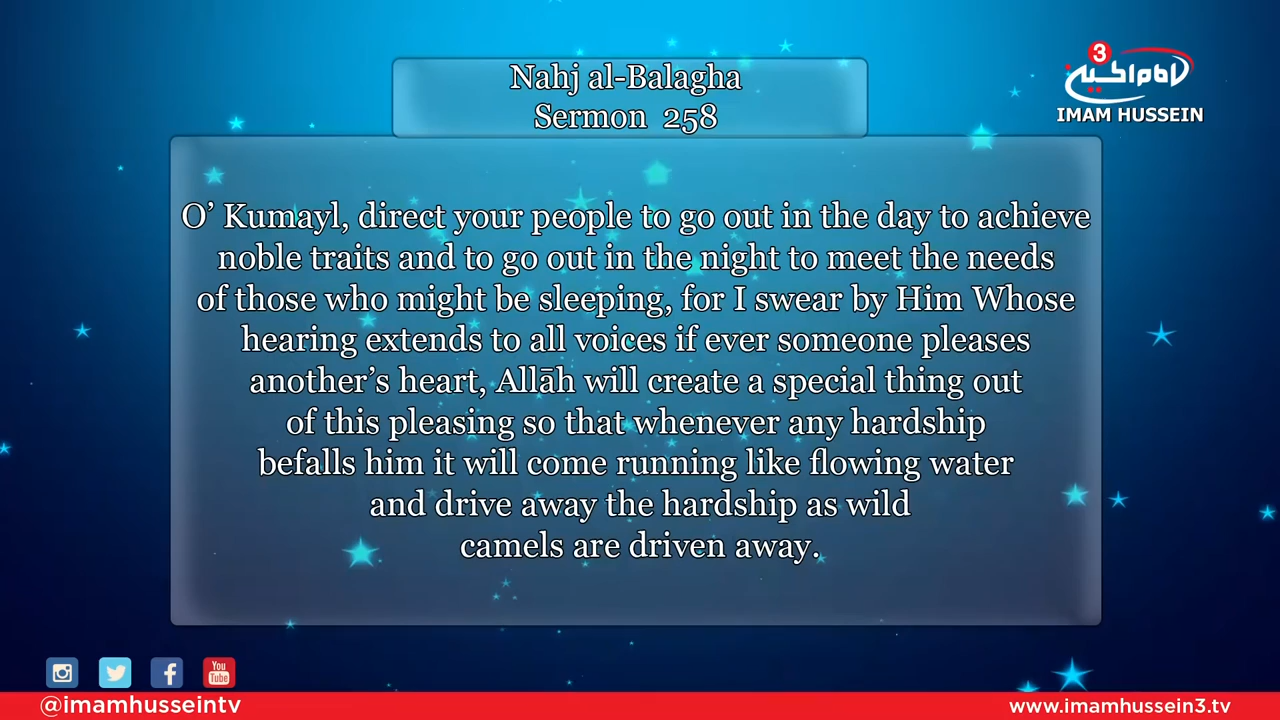 3
الإمام الحسين
IMAM HUSSEIN
Nahj al-Balagha
Sermon 258
O’ Kumayl, direct your people to go out in the day to achieve
noble traits and to go out in the night to meet the needs
of those who might be sleeping, for I swear by Him Whose
hearing extends to all voices if ever someone pleases
another’s heart, Allāh will create a special thing out
of this pleasing so that whenever any hardship
befalls him it will come running like flowing water
and drive away the hardship as wild
camels are driven away.
You
Tube
@imamhusseintv
www.imamhussein3.tv